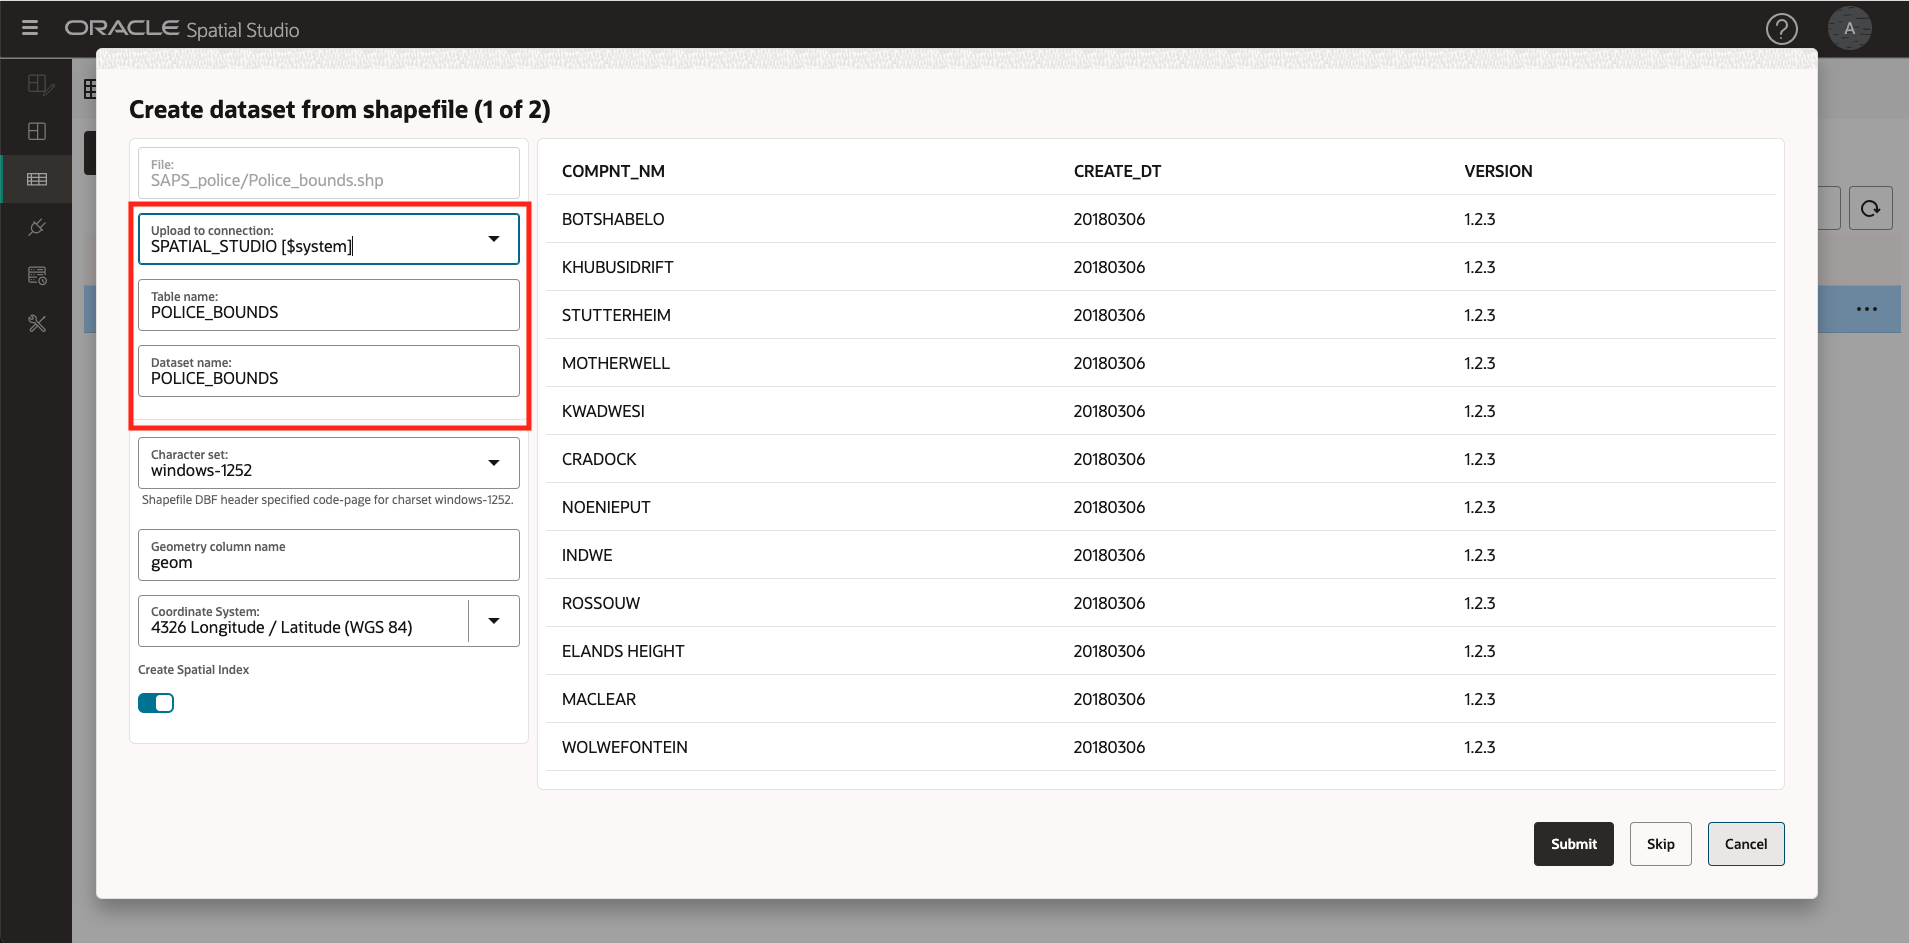 ORACLE Spatial Studio
?
A
Create dataset from shapefile (1 of 2)
File:
SAPS_police/Police_bounds.shp
Upload to connection:
SPATIAL_STUDIO [$system]
Table name:
POLICE_BOUNDS
Dataset name:
POLICE_BOUNDS
Character set:
windows-1252
Shapefile DBF header specified code-page for charset windows-1252.
Geometry column name
geom
Coordinate System:
4326 Longitude / Latitude (WGS 84)
Create Spatial Index
COMPNT_NM CREATE_DT VERSION
BOTSHABELO 20180306 1.2.3
KHUBUSIDRIFT 20180306 1.2.3
STUTTERHEIM 20180306 1.2.3
MOTHERWELL 20180306 1.2.3
KWADWESI 20180306 1.2.3
CRADOCK 20180306 1.2.3
NOENIEPUT 20180306 1.2.3
INDWE 20180306 1.2.3
ROSSOUW 20180306 1.2.3
ELANDS HEIGHT 20180306 1.2.3
MACLEAR 20180306 1.2.3
WOLWEFONTEIN 20180306 1.2.3
Submit Skip Cancel